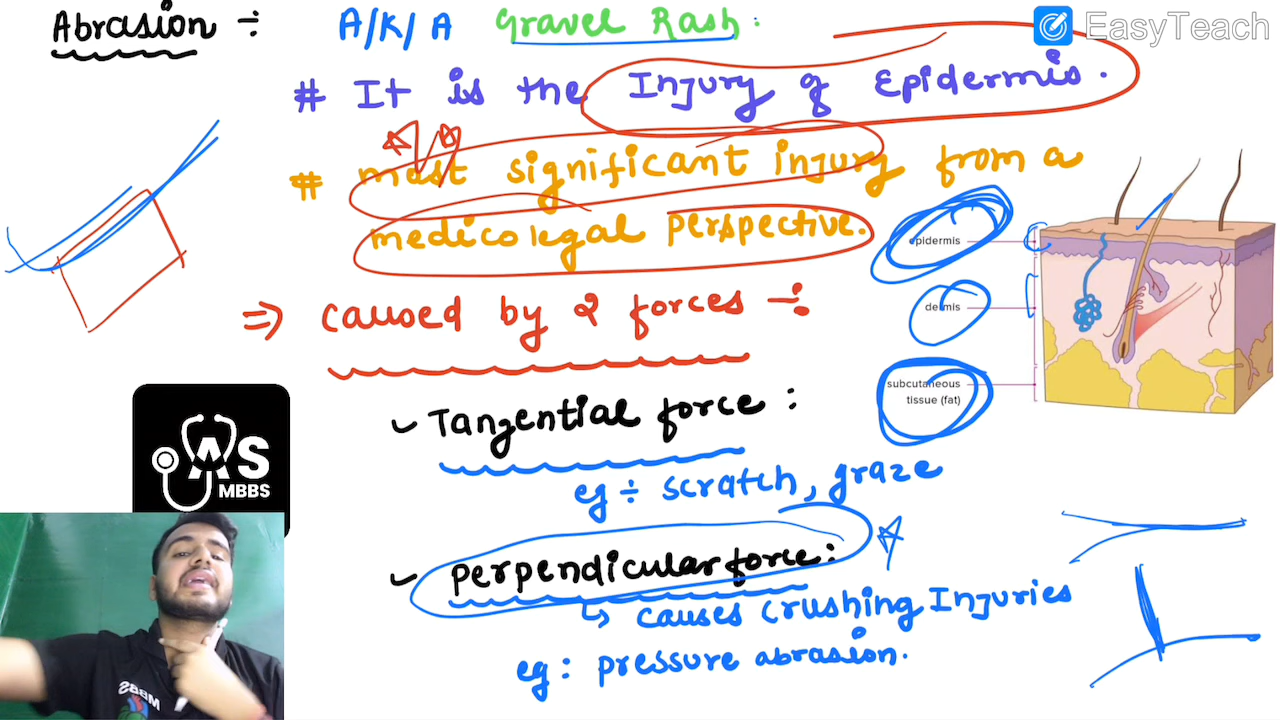 Abrasion ÷ A/K/A Gravel Rash:
EasyTeach
# It is the Injury of Epidermis.
# most significant injury from a
medicolegal perspective.
epidermis
dermis
subcutaneous
tissue (fat)
⇒ caused by 2 forces ÷
✓ Tangential force:
eg ÷ scratch, graze
✓ perpendicular force:
↳ causes crushing Injuries
eg: pressure abrasion.
AS
MBBS
MBBS